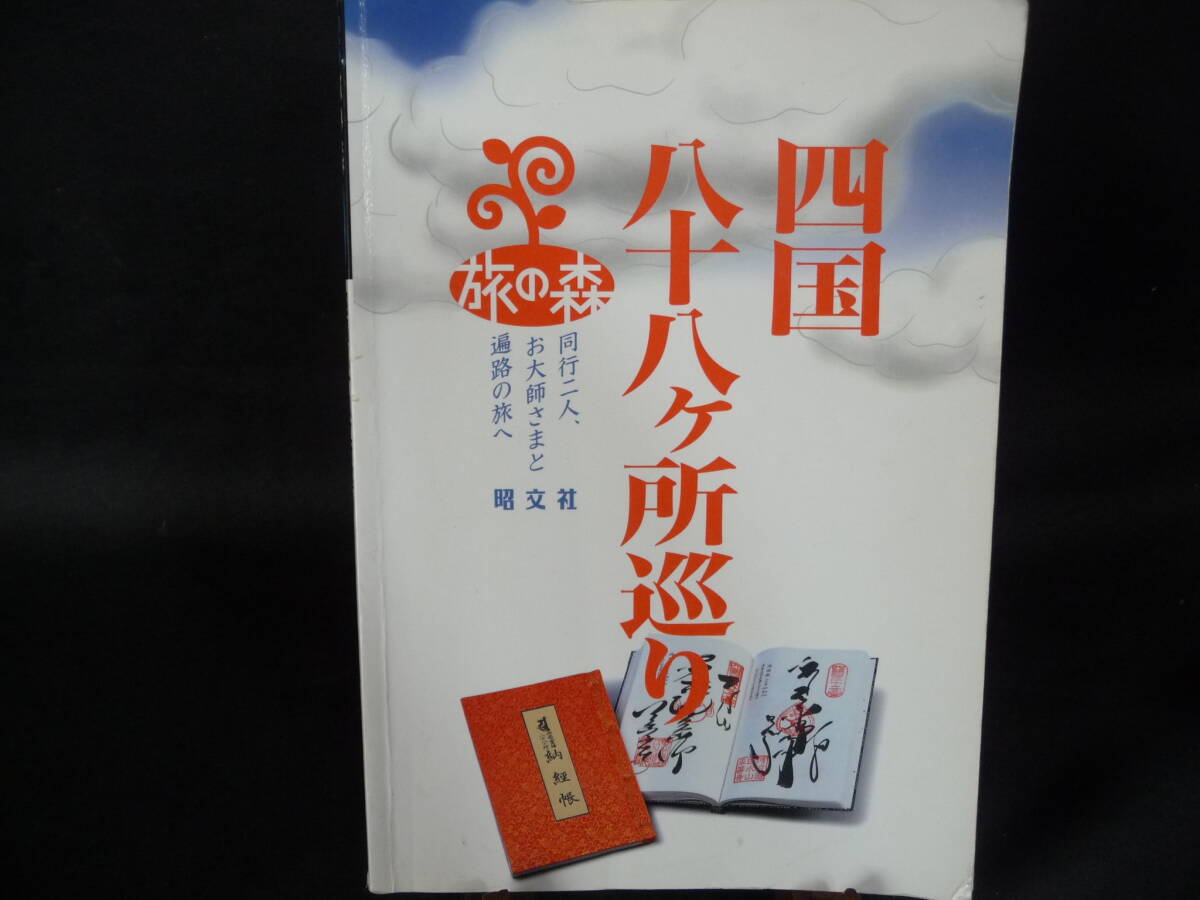 四国
八十八ヶ所巡り
旅の森
同行二人、
お大師さまと
遍路の旅へ
昭文社
納経帳